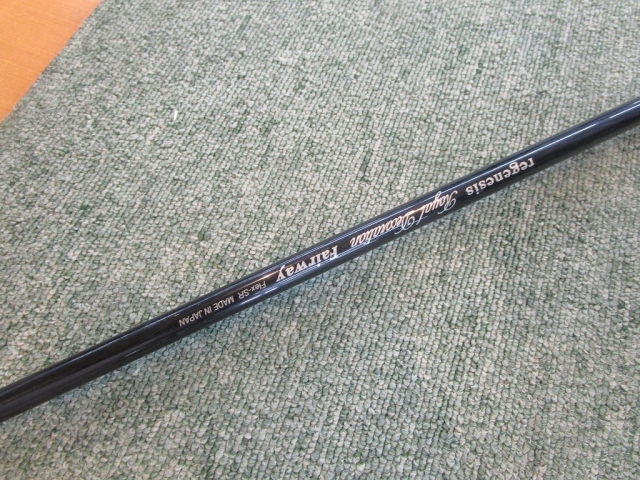 regenesis Royal Decoration Fairway Flex-SR MADE IN JAPAN